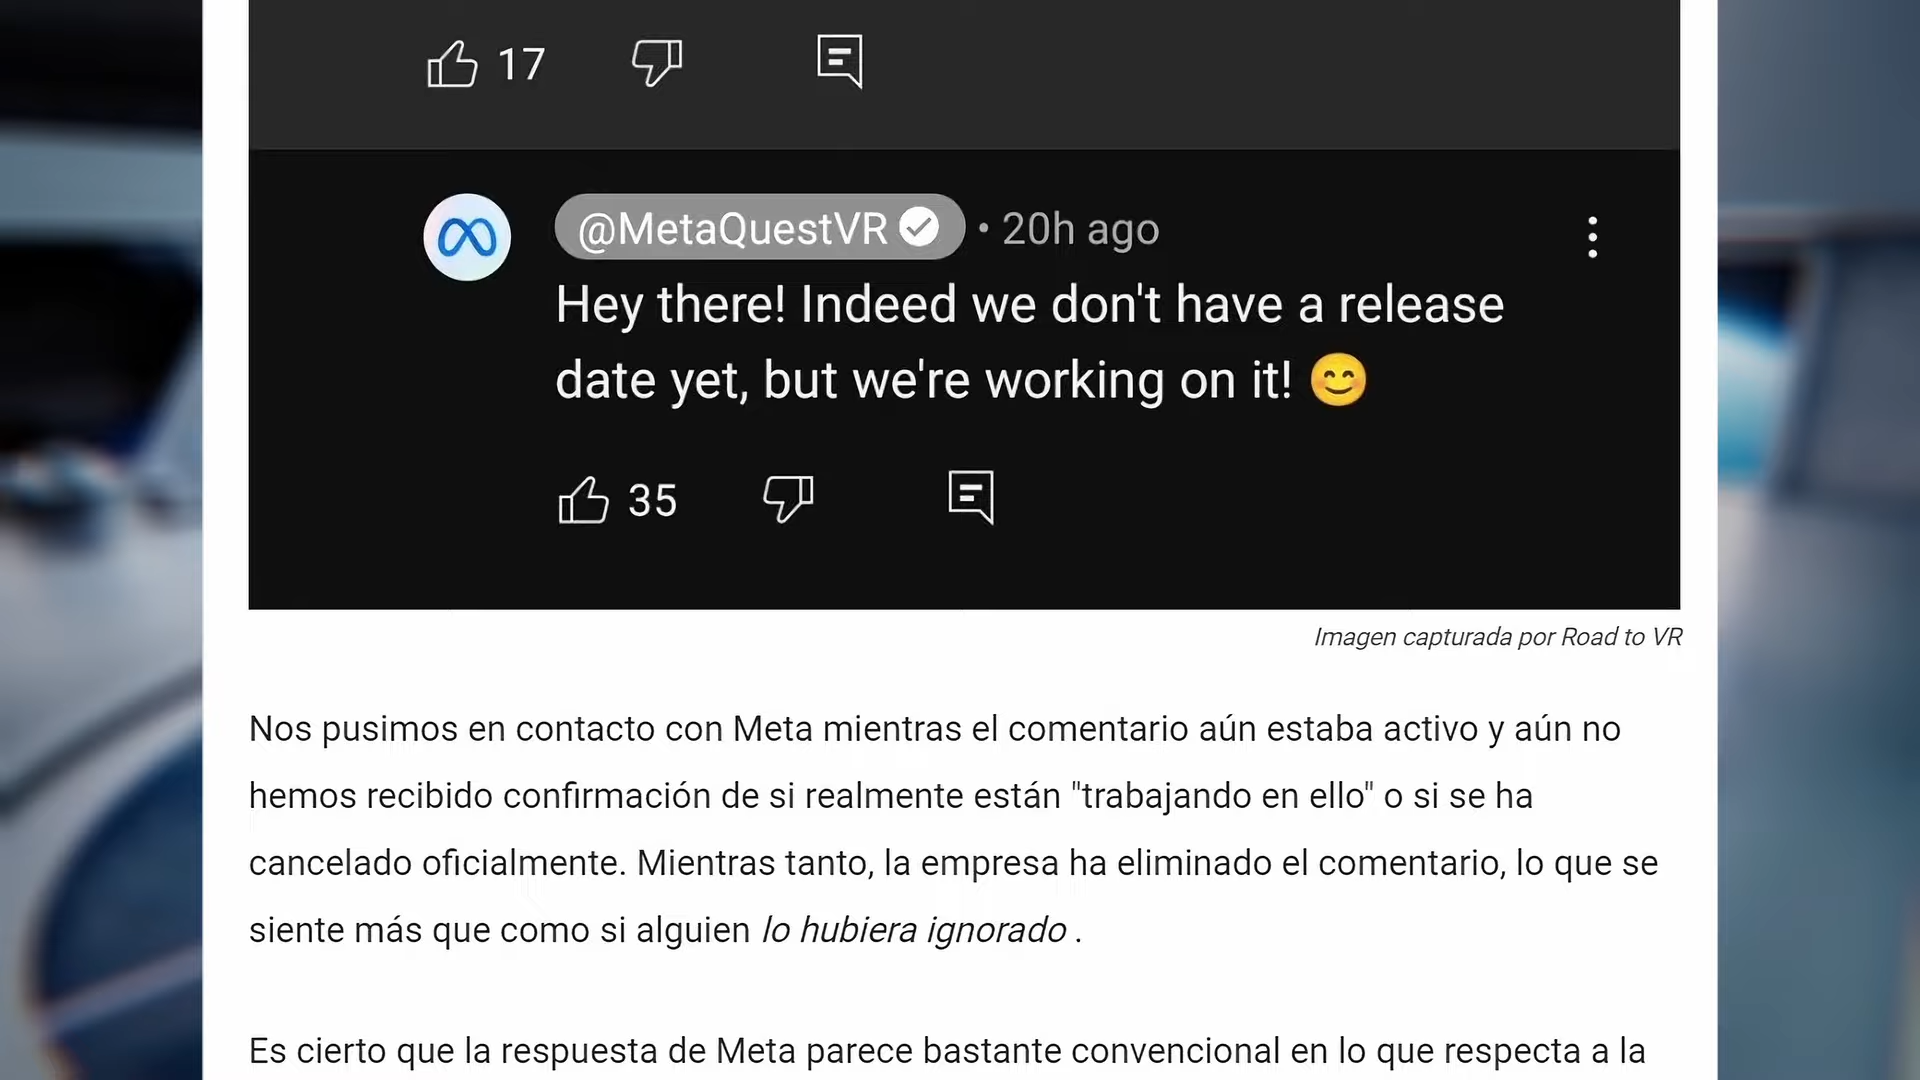 17
@MetaQuestVR • 20h ago
Hey there! Indeed we don't have a release
date yet, but we're working on it! 😊
35
Imagen capturada por Road to VR
Nos pusimos en contacto con Meta mientras el comentario aún estaba activo y aún no
hemos recibido confirmación de si realmente están "trabajando en ello" o si se ha
cancelado oficialmente. Mientras tanto, la empresa ha eliminado el comentario, lo que se
siente más que como si alguien lo hubiera ignorado .
Es cierto que la respuesta de Meta parece bastante convencional en lo que respecta a la